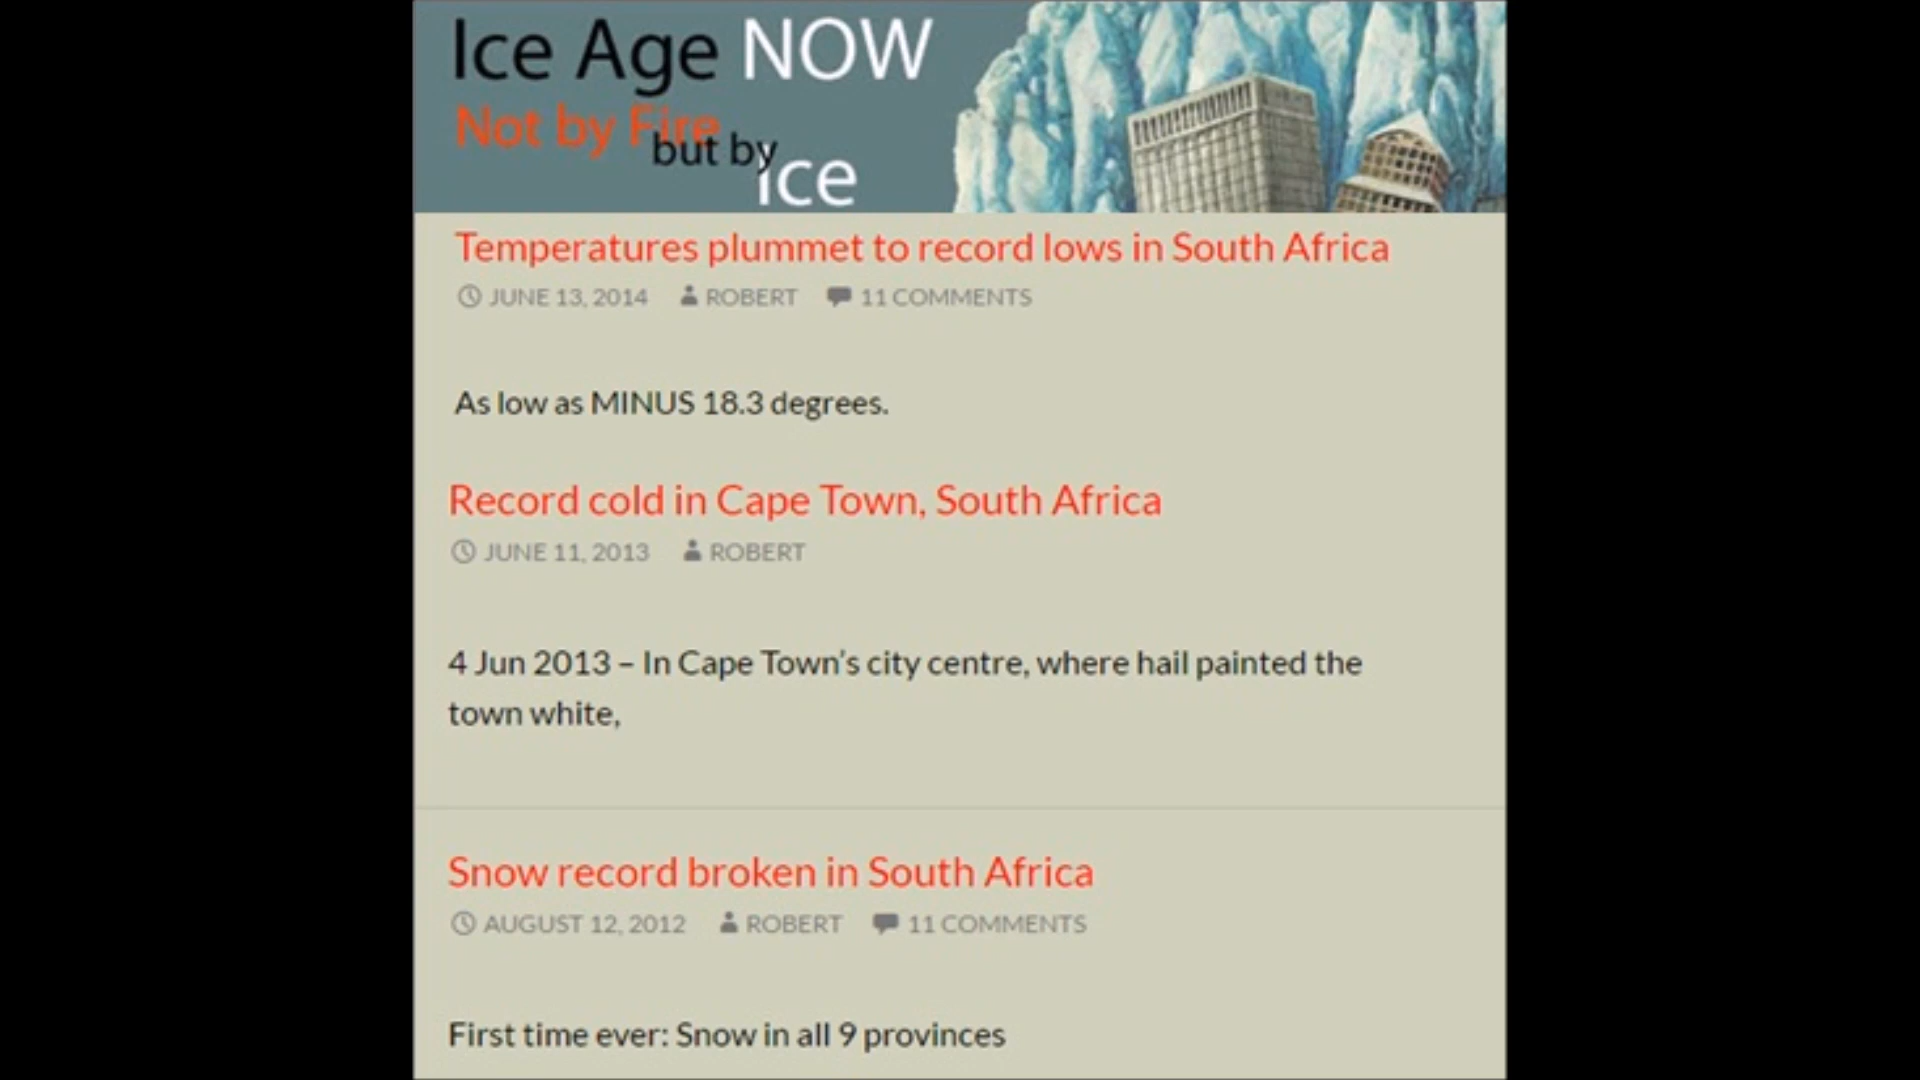 Ice Age NOW
Not by Fire
but by
ice
Temperatures plummet to record lows in South Africa
JUNE 13, 2014 ROBERT 11 COMMENTS
As low as MINUS 18.3 degrees.
Record cold in Cape Town, South Africa
JUNE 11, 2013 ROBERT
4 Jun 2013 – In Cape Town's city centre, where hail painted the
town white,
Snow record broken in South Africa
AUGUST 12, 2012 ROBERT 11 COMMENTS
First time ever: Snow in all 9 provinces